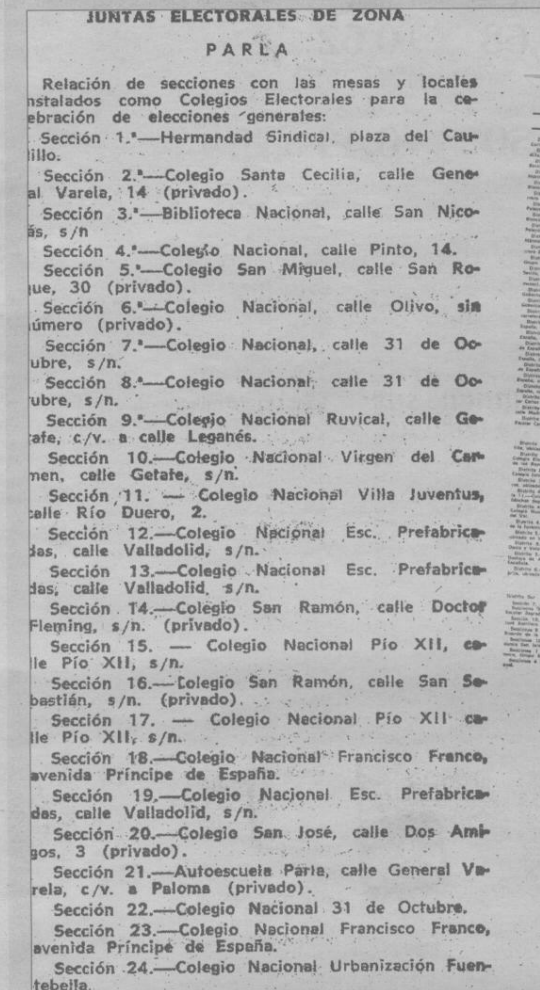 JUNTAS ELECTORALES DE ZONA
PARLA
Relación de secciones con las mesas y locales
nstalados como Colegios Electorales para la ce-
ebración de elecciones generales:
Sección 1.ª—Hermandad Sindical, plaza del Cau-
illo.
Sección 2.ª—Colegio Santa Cecilia, calle Gene-
al Varela, 14 (privado).
Sección 3.ª—Biblioteca Nacional, calle San Nico-
ás, s/n
Sección 4.ª—Colegio Nacional, calle Pinto, 14.
Sección 5.ª—Colegio San Miguel, calle San Ro-
ue, 30 (privado).
Sección 6.ª—Colegio Nacional, calle Olivo, sin
úmero (privado).
Sección 7.ª—Colegio Nacional, calle 31 de Oc-
ubre, s/n.
Sección 8.ª—Colegio Nacional, calle 31 de Oc-
ubre, s/n.
Sección 9.ª—Colegio Nacional Ruvical, calle Ge-
afe, c/v. a calle Leganés.
Sección 10.—Colegio Nacional Virgen del Car-
men, calle Getafe, s/n.
Sección 11. — Colegio Nacional Villa Juventus,
calle Río Duero, 2.
Sección 12.—Colegio Nacional Esc. Prefabrica-
das, calle Valladolid, s/n.
Sección 13.—Colegio Nacional Esc. Prefabrica-
das, calle Valladolid, s/n.
Sección 14.—Colegio San Ramón, calle Doctor
Fleming, s/n. (privado).
Sección 15. — Colegio Nacional Pío XII, ca-
lle Pío XII, s/n.
Sección 16.—Colegio San Ramón, calle San Se-
bastián, s/n. (privado).
Sección 17. — Colegio Necional Pío XII ca-
lle Pío XII, s/n.
Sección 18.—Colegio Nacional Francisco Franco,
avenida Príncipe de España.
Sección 19.—Colegio Nacional Esc. Prefabrica-
das, calle Valladolid, s/n.
Sección 20.—Colegio San José, calle Dos Ami-
gos, 3 (privado).
Sección 21.—Autoescuela Parla, calle General Va-
rela, c/v. a Paloma (privado).
Sección 22.—Colegio Nacional 31 de Octubre.
Sección 23.—Colegio Nacional Francisco Franco,
avenida Príncipe de España.
Sección 24.—Colegio Nacional Urbanización Fuen-
tebella.